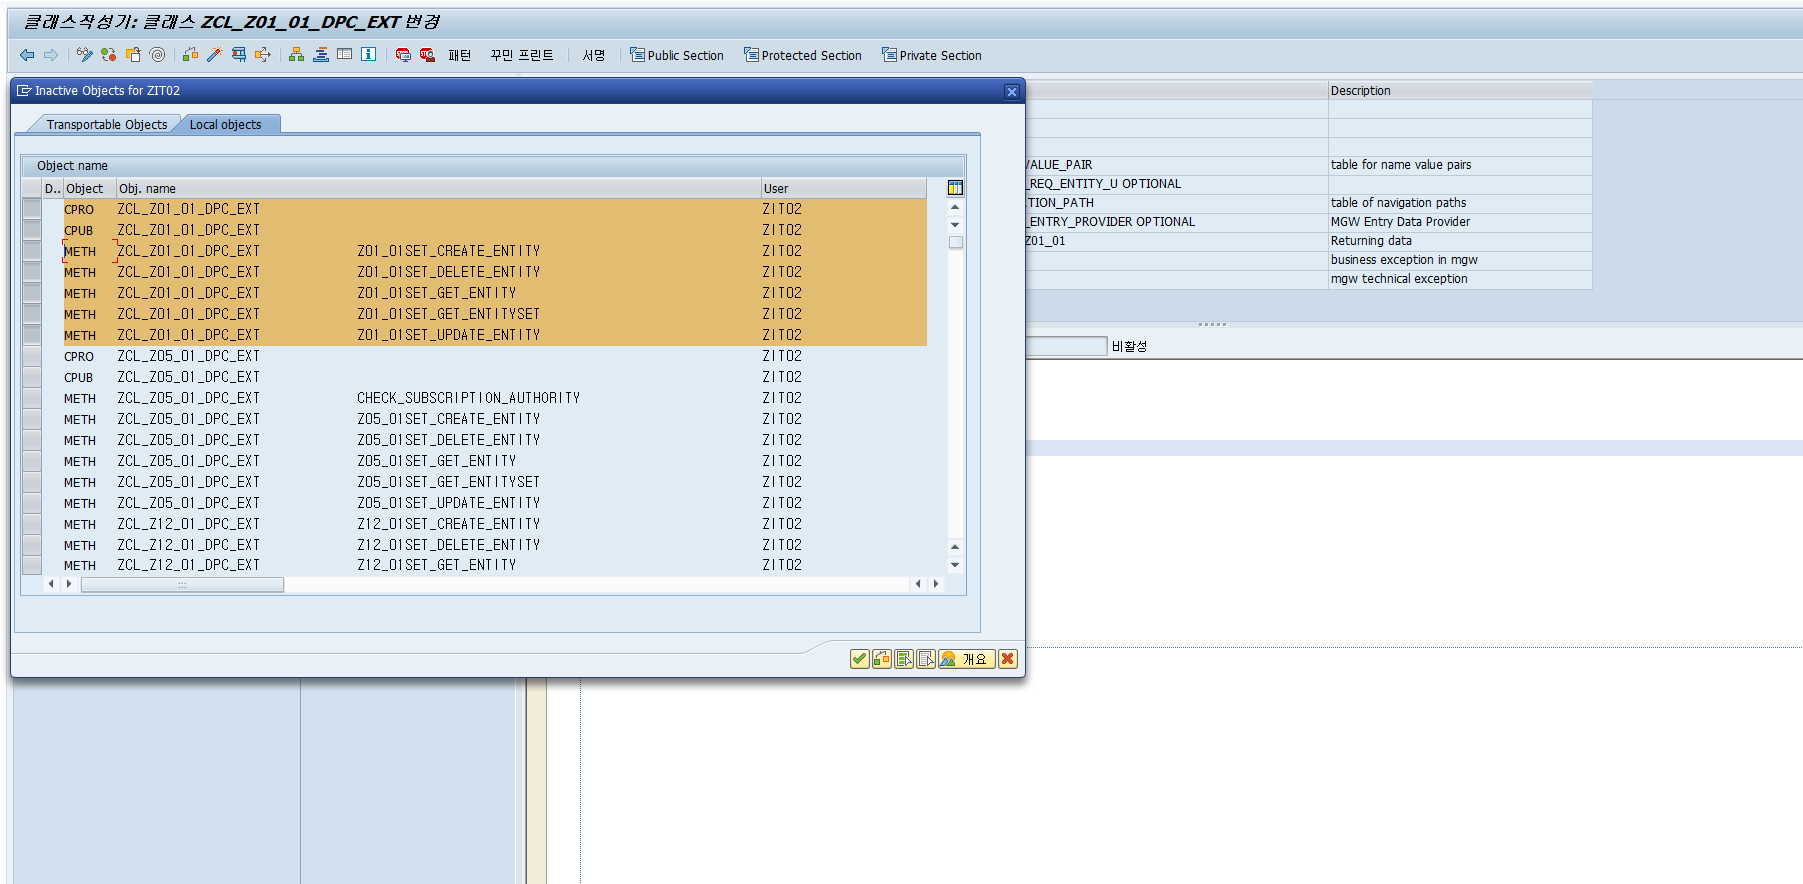 클래스작성기: 클래스 ZCL_Z01_01_DPC_EXT 변경
패턴 꾸민 프린트 서명 Public Section Protected Section Private Section
Inactive Objects for ZIT02
Transportable Objects Local objects
Object name
D.. Object Obj. name User
CPRO ZCL_Z01_01_DPC_EXT ZIT02
CPUB ZCL_Z01_01_DPC_EXT ZIT02
METH ZCL_Z01_01_DPC_EXT Z01_01SET_CREATE_ENTITY ZIT02
METH ZCL_Z01_01_DPC_EXT Z01_01SET_DELETE_ENTITY ZIT02
METH ZCL_Z01_01_DPC_EXT Z01_01SET_GET_ENTITY ZIT02
METH ZCL_Z01_01_DPC_EXT Z01_01SET_GET_ENTITYSET ZIT02
METH ZCL_Z01_01_DPC_EXT Z01_01SET_UPDATE_ENTITY ZIT02
CPRO ZCL_Z05_01_DPC_EXT ZIT02
CPUB ZCL_Z05_01_DPC_EXT ZIT02
METH ZCL_Z05_01_DPC_EXT CHECK_SUBSCRIPTION_AUTHORITY ZIT02
METH ZCL_Z05_01_DPC_EXT Z05_01SET_CREATE_ENTITY ZIT02
METH ZCL_Z05_01_DPC_EXT Z05_01SET_DELETE_ENTITY ZIT02
METH ZCL_Z05_01_DPC_EXT Z05_01SET_GET_ENTITY ZIT02
METH ZCL_Z05_01_DPC_EXT Z05_01SET_GET_ENTITYSET ZIT02
METH ZCL_Z05_01_DPC_EXT Z05_01SET_UPDATE_ENTITY ZIT02
METH ZCL_Z12_01_DPC_EXT Z12_01SET_CREATE_ENTITY ZIT02
METH ZCL_Z12_01_DPC_EXT Z12_01SET_DELETE_ENTITY ZIT02
METH ZCL_Z12_01_DPC_EXT Z12_01SET_GET_ENTITY ZIT02
개요
Description
VALUE_PAIR table for name value pairs
_REQ_ENTITY_U OPTIONAL
ATION_PATH table of navigation paths
_ENTRY_PROVIDER OPTIONAL MGW Entry Data Provider
Z01_01 Returning data
business exception in mgw
mgw technical exception
비활성